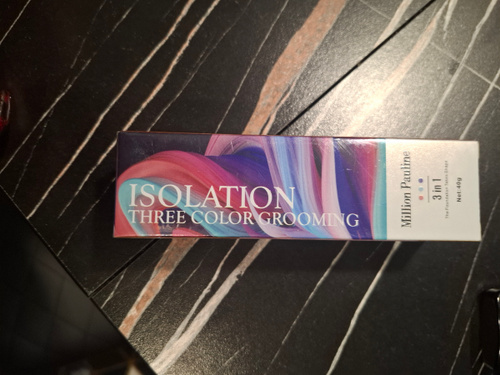 ISOLATION
THREE COLOR GROOMING
Million Pauline
3 in 1
Net:40g